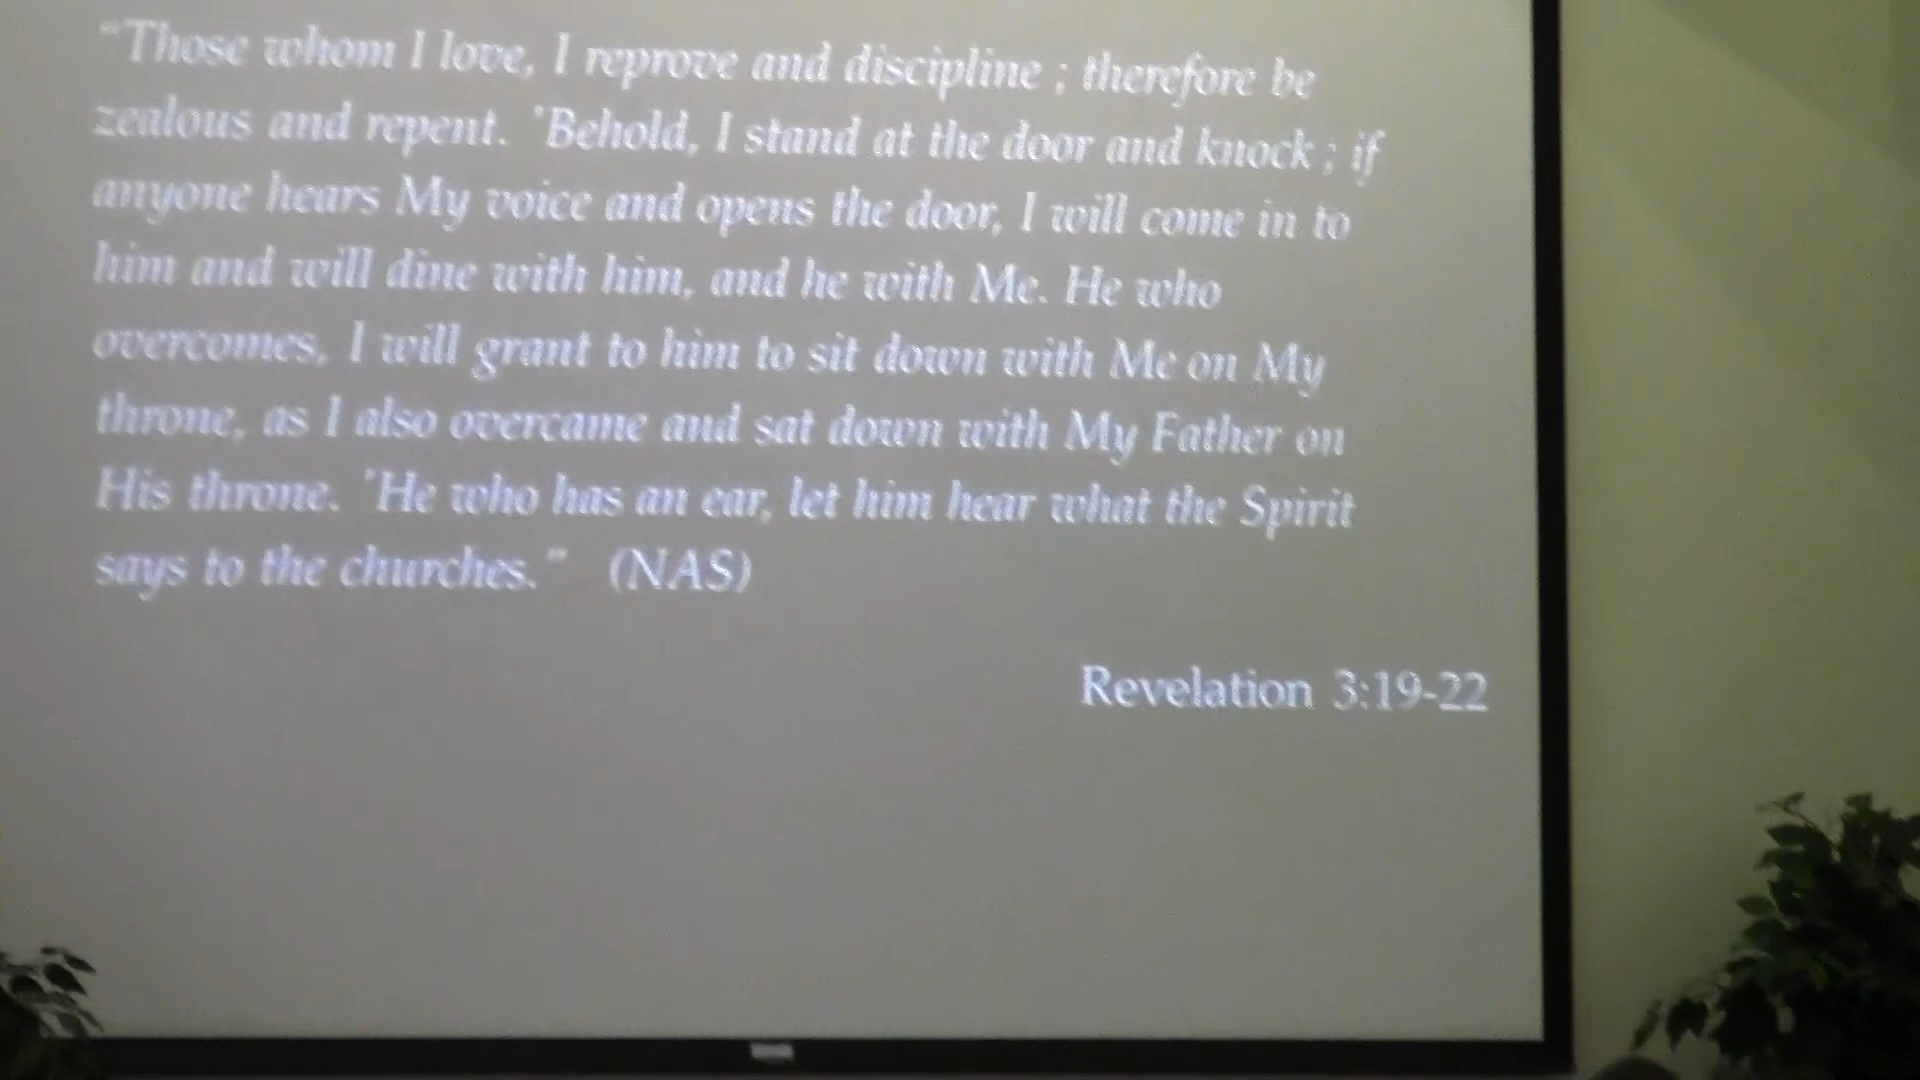 "Those whom I love, I reprove and discipline ; therefore be
zealous and repent. 'Behold, I stand at the door and knock ; if
anyone hears My voice and opens the door, I will come in to
him and will dine with him, and he with Me. He who
overcomes, I will grant to him to sit down with Me on My
throne, as I also overcame and sat down with My Father on
His throne. 'He who has an ear, let him hear what the Spirit
says to the churches." (NAS)
Revelation 3:19-22